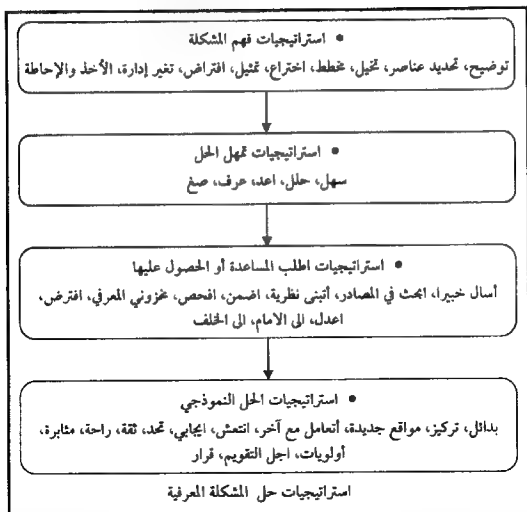 • استراتيجيات فهم المشكلة
توضيح، تحديد عناصر، تخيل، مخطط، اختراع، تمثيل، افتراض، تغير إدارة، الأخذ والإحاطة
• استراتيجيات تمهل الحل
سهل، حلل، اعد، عرف، صغ
• استراتيجيات اطلب المساعدة أو الحصول عليها
أسال خبيرا، ابحث في المصادر، أتبنى نظرية، اضمن، افحص، مخزوني المعرفي، افترض،
اعدل، الى الامام، الى الخلف
• استراتيجيات الحل النموذجي
بدائل، تركيز، مواقع جديدة، أتعامل مع آخر، انتعش، ايجابي، تحد، ثقة، راحة، مثابرة،
أولويات، اجل التقويم، قرار
استراتيجيات حل المشكلة المعرفية